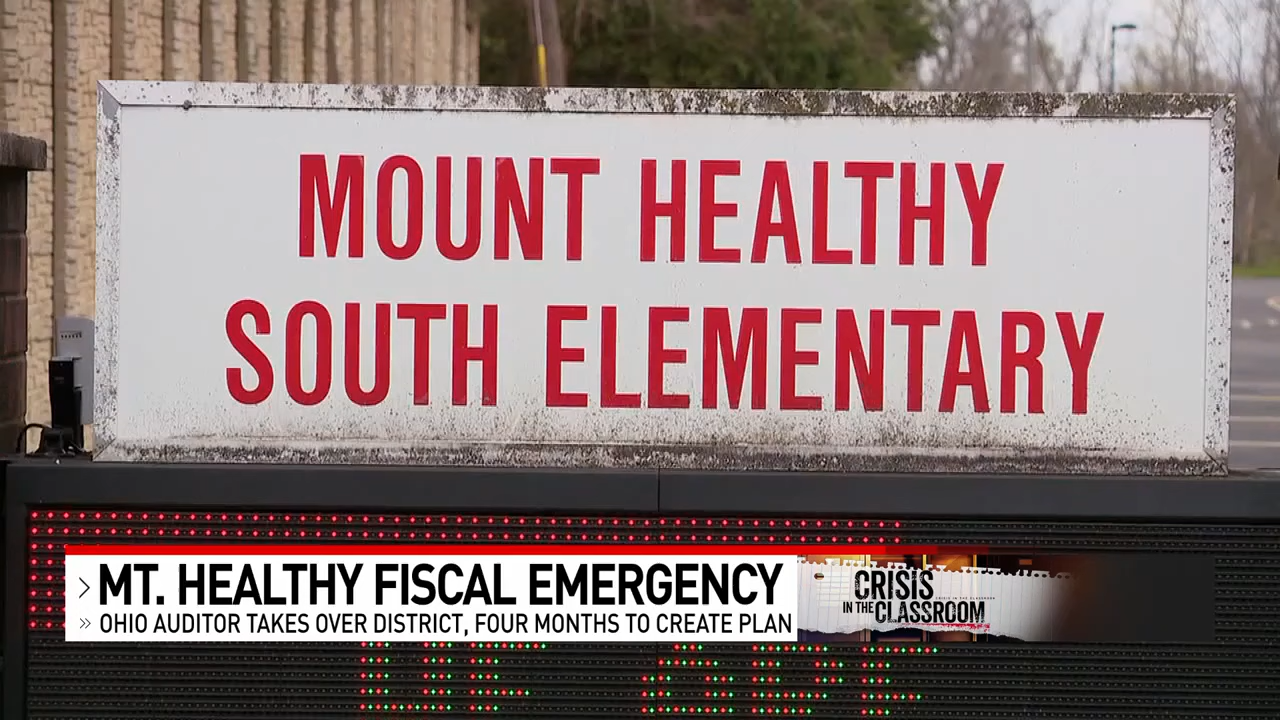 MOUNT HEALTHY
SOUTH ELEMENTARY
MT. HEALTHY FISCAL EMERGENCY
OHIO AUDITOR TAKES OVER DISTRICT, FOUR MONTHS TO CREATE PLAN
CRISIS
IN THE CLASSROOM